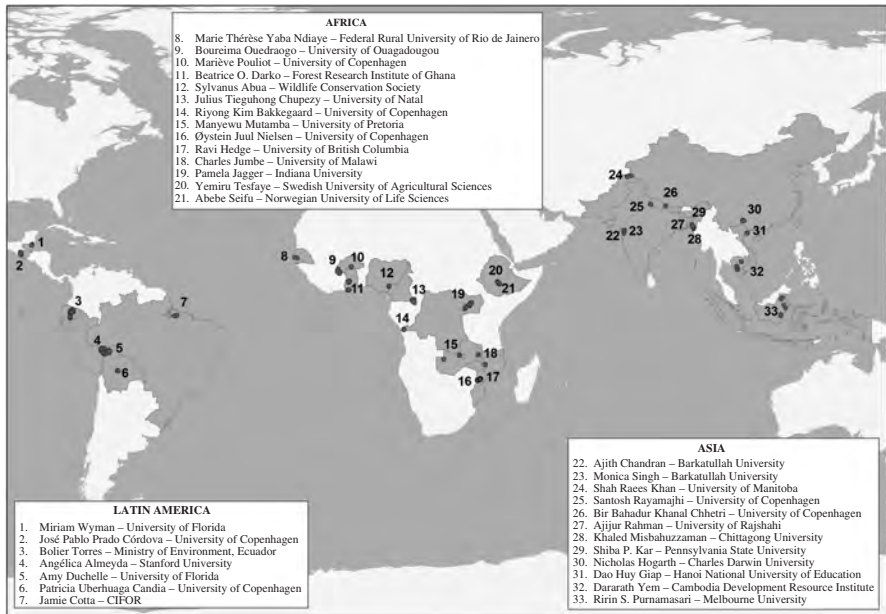 AFRICA
8. Marie Thérèse Yaba Ndiaye – Federal Rural University of Rio de Jainero
9. Boureima Ouedraogo – University of Ouagadougou
10. Mariève Pouliot – University of Copenhagen
11. Beatrice O. Darko – Forest Research Institute of Ghana
12. Sylvanus Abua – Wildlife Conservation Society
13. Julius Tieguhong Chupezy – University of Natal
14. Riyong Kim Bakkegaard – University of Copenhagen
15. Manyewu Mutamba – University of Pretoria
16. Øystein Juul Nielsen – University of Copenhagen
17. Ravi Hedge – University of British Columbia
18. Charles Jumbe – University of Malawi
19. Pamela Jagger – Indiana University
20. Yemiru Tesfaye – Swedish University of Agricultural Sciences
21. Abebe Seifu – Norwegian University of Life Sciences
1
2
3
4
5
6
7
8
9
10
11
12
13
14
15
16
17
18
19
20
21
22
23
24
25
26
27
28
29
30
31
32
33
LATIN AMERICA
1. Miriam Wyman – University of Florida
2. José Pablo Prado Córdova – University of Copenhagen
3. Bolier Torres – Ministry of Environment, Ecuador
4. Angélica Almeyda – Stanford University
5. Amy Duchelle – University of Florida
6. Patricia Uberhuaga Candia – University of Copenhagen
7. Jamie Cotta – CIFOR
ASIA
22. Ajith Chandran – Barkatullah University
23. Monica Singh – Barkatullah University
24. Shah Raees Khan – University of Manitoba
25. Santosh Rayamajhi – University of Copenhagen
26. Bir Bahadur Khanal Chhetri – University of Copenhagen
27. Ajijur Rahman – University of Rajshahi
28. Khaled Misbahuzzaman – Chittagong University
29. Shiba P. Kar – Pennsylvania State University
30. Nicholas Hogarth – Charles Darwin University
31. Dao Huy Giap – Hanoi National University of Education
32. Dararath Yem – Cambodia Development Resource Institute
33. Ririn S. Purnamasari – Melbourne University